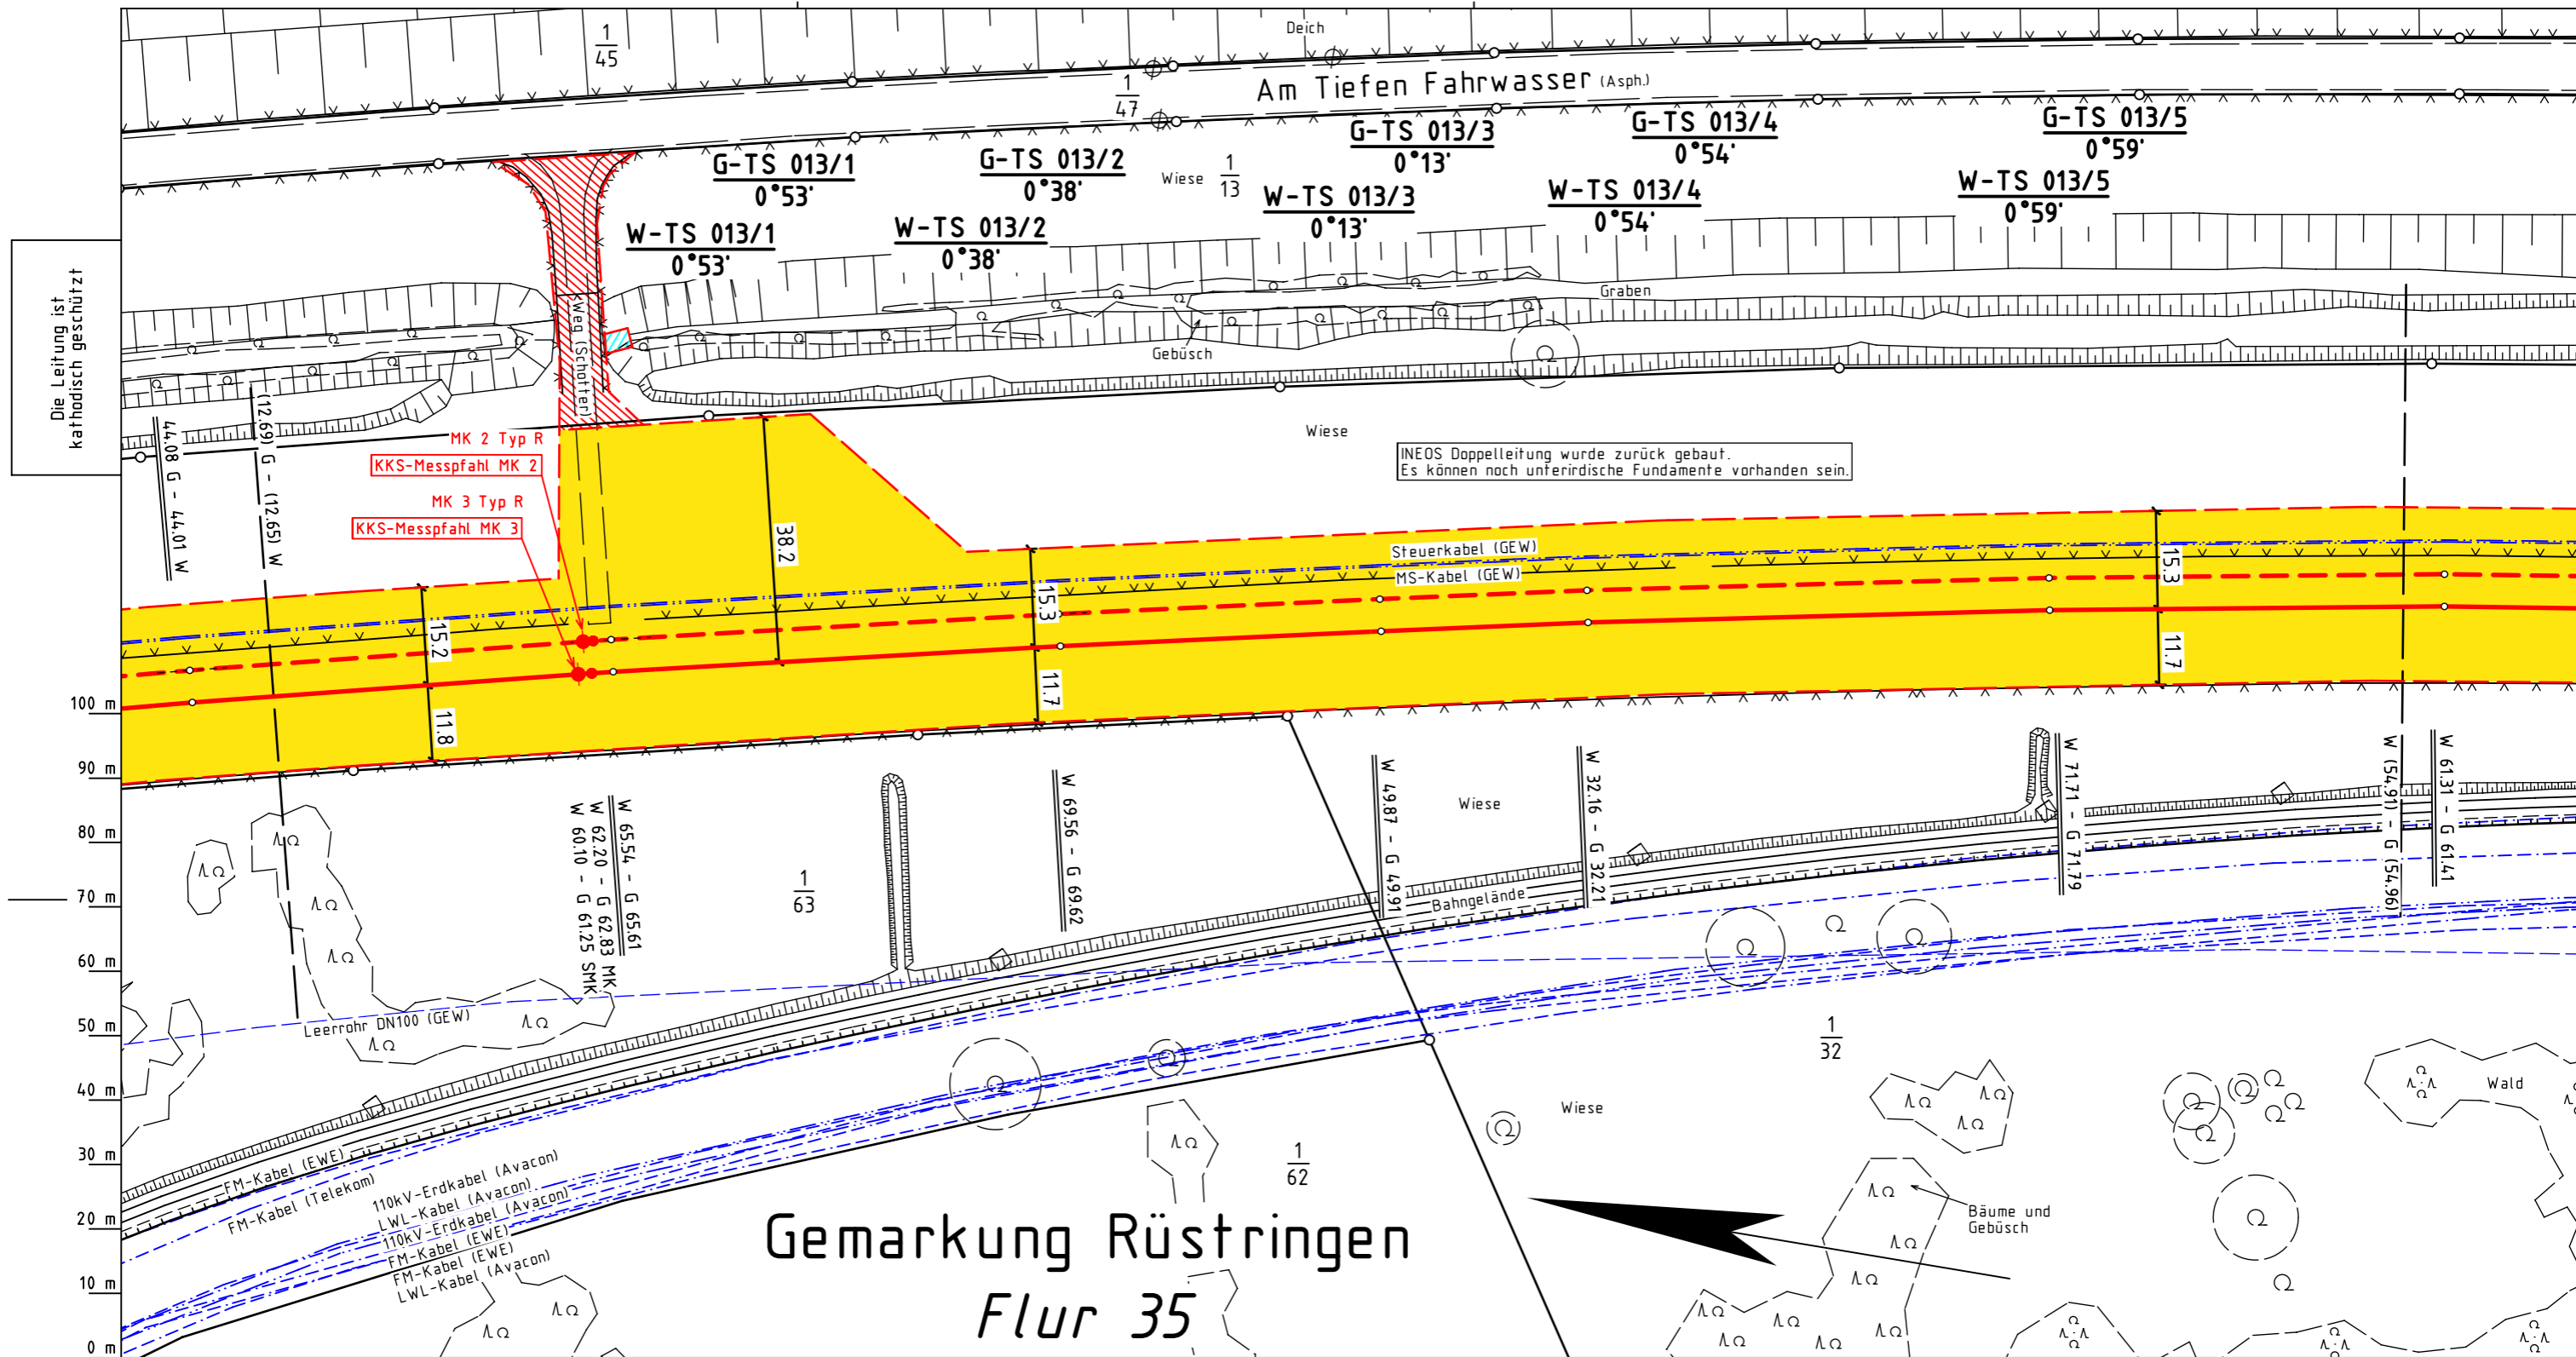 Deich
1
45
1
47
Am Tiefen Fahrwasser (Asph.)
G-TS 013/1
0°53'
G-TS 013/2
0°38'
Wiese
1
13
G-TS 013/3
0°13'
G-TS 013/4
0°54'
G-TS 013/5
0°59'
W-TS 013/1
0°53'
W-TS 013/2
0°38'
W-TS 013/3
0°13'
W-TS 013/4
0°54'
W-TS 013/5
0°59'
Die Leitung ist
kathodisch geschützt
Weg (Schotter)
Graben
Gebüsch
Wiese
44.08 G - 44.01 W
(12.69) G - (12.65) W
MK 2 Typ R
KKS-Messpfahl MK 2
MK 3 Typ R
KKS-Messpfahl MK 3
INEOS Doppelleitung wurde zurück gebaut.
Es können noch unterirdische Fundamente vorhanden sein.
38.2
Steuerkabel (GEW)
MS-Kabel (GEW)
15.2
15.3
15.3
11.8
11.7
11.7
100 m
90 m
80 m
70 m
60 m
50 m
40 m
30 m
20 m
10 m
0 m
W 60.10 - G 61.25 SMK
W 62.20 - G 62.83 MK
W 65.54 - G 65.61
W 69.56 - G 69.62
W 49.87 - G 49.91
W 32.16 - G 32.21
W 71.71 - G 71.79
W (54.91) - G (54.96)
W 61.31 - G 61.41
Wiese
1
63
Bahngelände
Leerrohr DN100 (GEW)
1
32
Wiese
Wald
1
62
FM-Kabel (EWE)
FM-Kabel (Telekom)
110kV-Erdkabel (Avacon)
LWL-Kabel (Avacon)
110kV-Erdkabel (Avacon)
FM-Kabel (EWE)
FM-Kabel (EWE)
LWL-Kabel (Avacon)
Bäume und
Gebüsch
Gemarkung Rüstringen
Flur 35